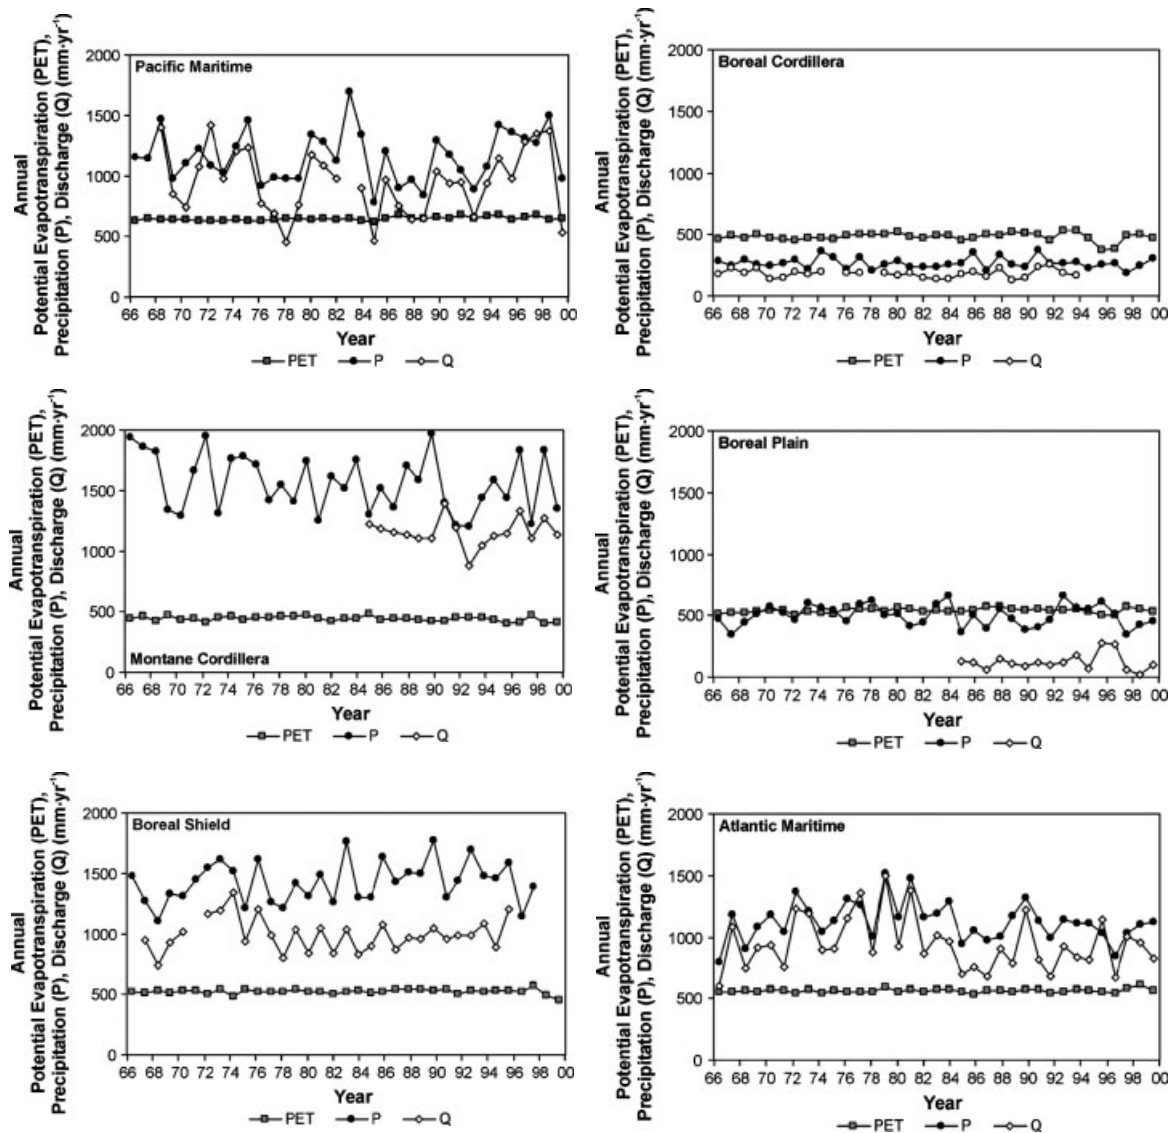 Annual
Potential Evapotranspiration (PET),
Precipitation (P), Discharge (Q) (mm·yr⁻¹)
2000
1500
1000
500
0
Pacific Maritime
66 68 70 72 74 76 78 80 82 84 86 88 90 92 94 96 98 00
Year
PET P Q
Annual
Potential Evapotranspiration (PET),
Precipitation (P), Discharge (Q) (mm·yr⁻¹)
2000
1500
1000
500
0
Boreal Cordillera
66 68 70 72 74 76 78 80 82 84 86 88 90 92 94 96 98 00
Year
PET P Q
Annual
Potential Evapotranspiration (PET),
Precipitation (P), Discharge (Q) (mm·yr⁻¹)
2000
1500
1000
500
0
Montane Cordillera
66 68 70 72 74 76 78 80 82 84 86 88 90 92 94 96 98 00
Year
PET P Q
Annual
Potential Evapotranspiration (PET),
Precipitation (P), Discharge (Q) (mm·yr⁻¹)
2000
1500
1000
500
0
Boreal Plain
66 68 70 72 74 76 78 80 82 84 86 88 90 92 94 96 98 00
Year
PET P Q
Annual
Potential Evapotranspiration (PET),
Precipitation (P), Discharge (Q) (mm·yr⁻¹)
2000
1500
1000
500
0
Boreal Shield
66 68 70 72 74 76 78 80 82 84 86 88 90 92 94 96 98 00
Year
PET P Q
Annual
Potential Evapotranspiration (PET),
Precipitation (P), Discharge (Q) (mm·yr⁻¹)
2000
1500
1000
500
0
Atlantic Maritime
66 68 70 72 74 76 78 80 82 84 86 88 90 92 94 96 98 00
Year
PET P Q